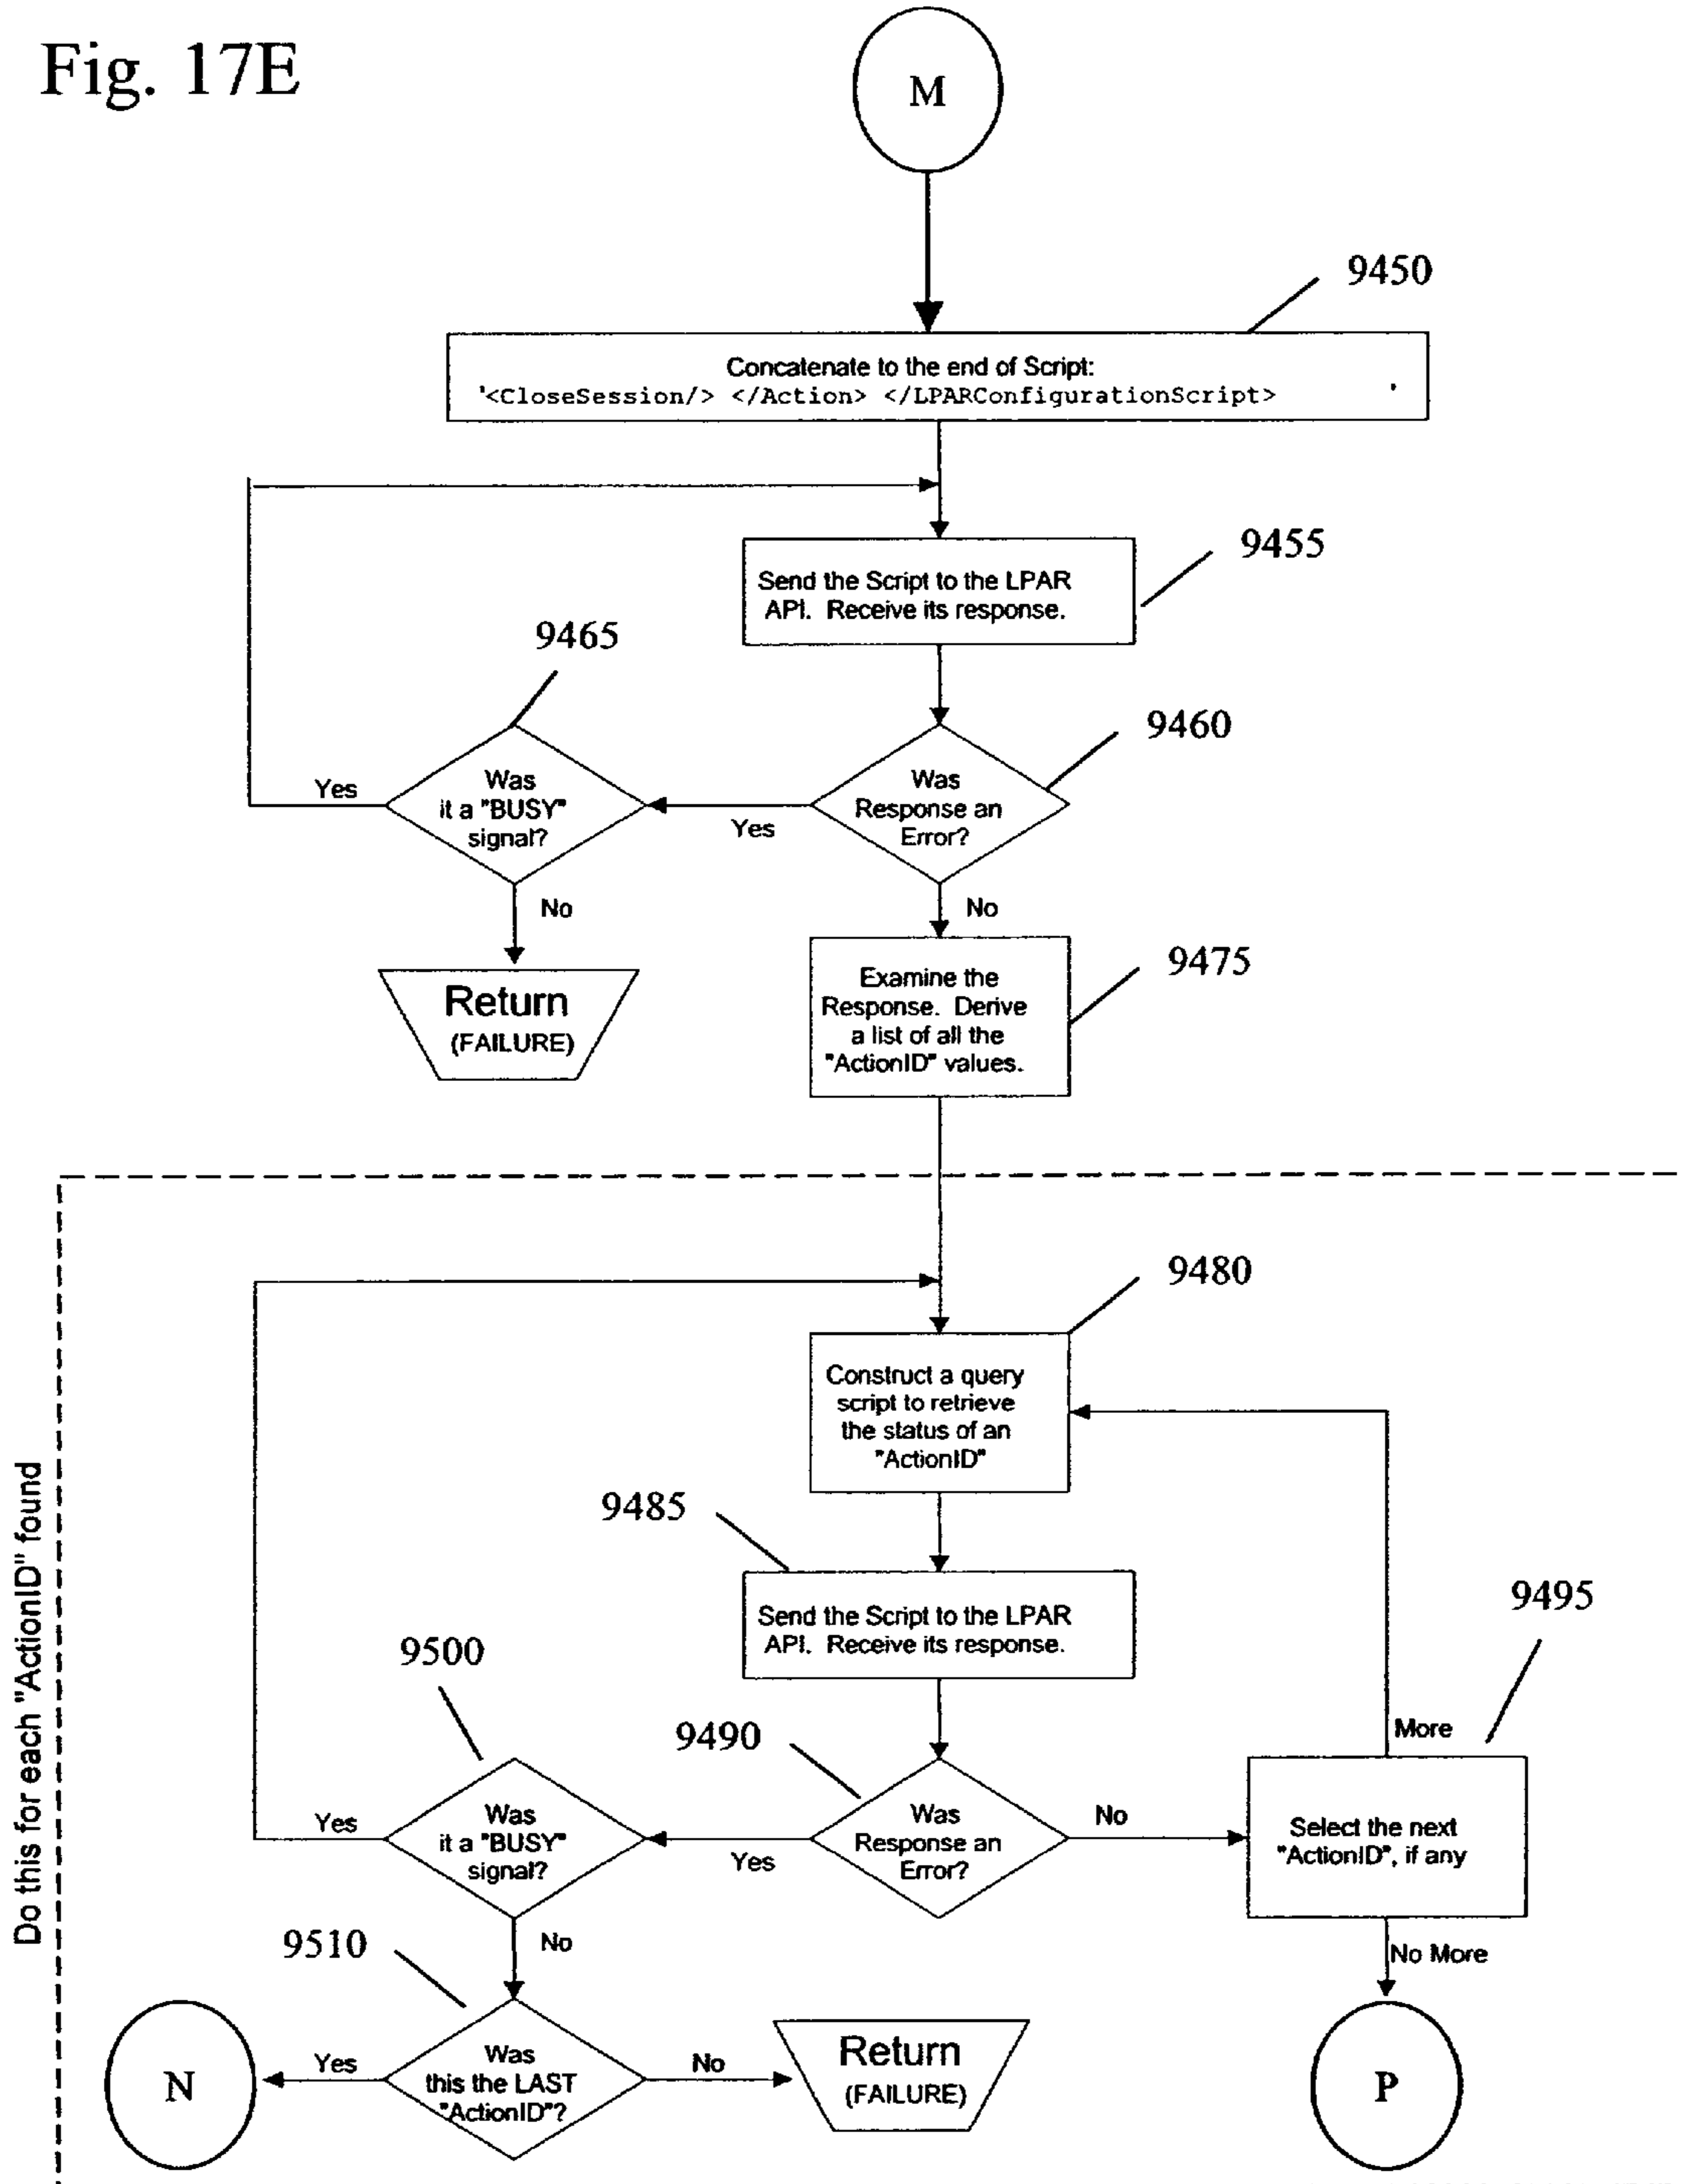 Fig. 17E
M
9450
Concatenate to the end of Script:
'<CloseSession/> </Action> </LPARConfigurationScript> '
9455
Send the Script to the LPAR
API. Receive its response.
9465
9460
Was
it a "BUSY"
signal?
Yes
Yes
Was
Response an
Error?
No
No
Return
(FAILURE)
9475
Examine the
Response. Derive
a list of all the
"ActionID" values.
Do this for each "ActionID" found
9480
Construct a query
script to retrieve
the status of an
"ActionID"
9485
Send the Script to the LPAR
API. Receive its response.
9495
9500
9490
More
Was
it a "BUSY"
signal?
Yes
Yes
Was
Response an
Error?
No
Select the next
"ActionID", if any
No
No More
9510
N
Yes
Was
this the LAST
"ActionID"?
No
Return
(FAILURE)
P